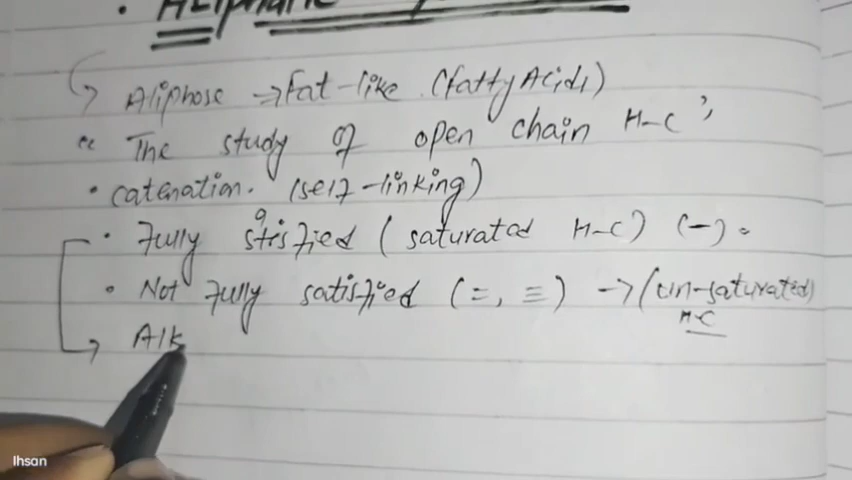 Aliphose → Fat-like (fatty Acids)
" The study of open chain H-C "
• catenation. (self-linking)
• Fully satisfied (saturated H-C) (-).
• Not Fully satisfied (=, ≡) → (un-saturated)
H-C
→ Alk
Ihsan